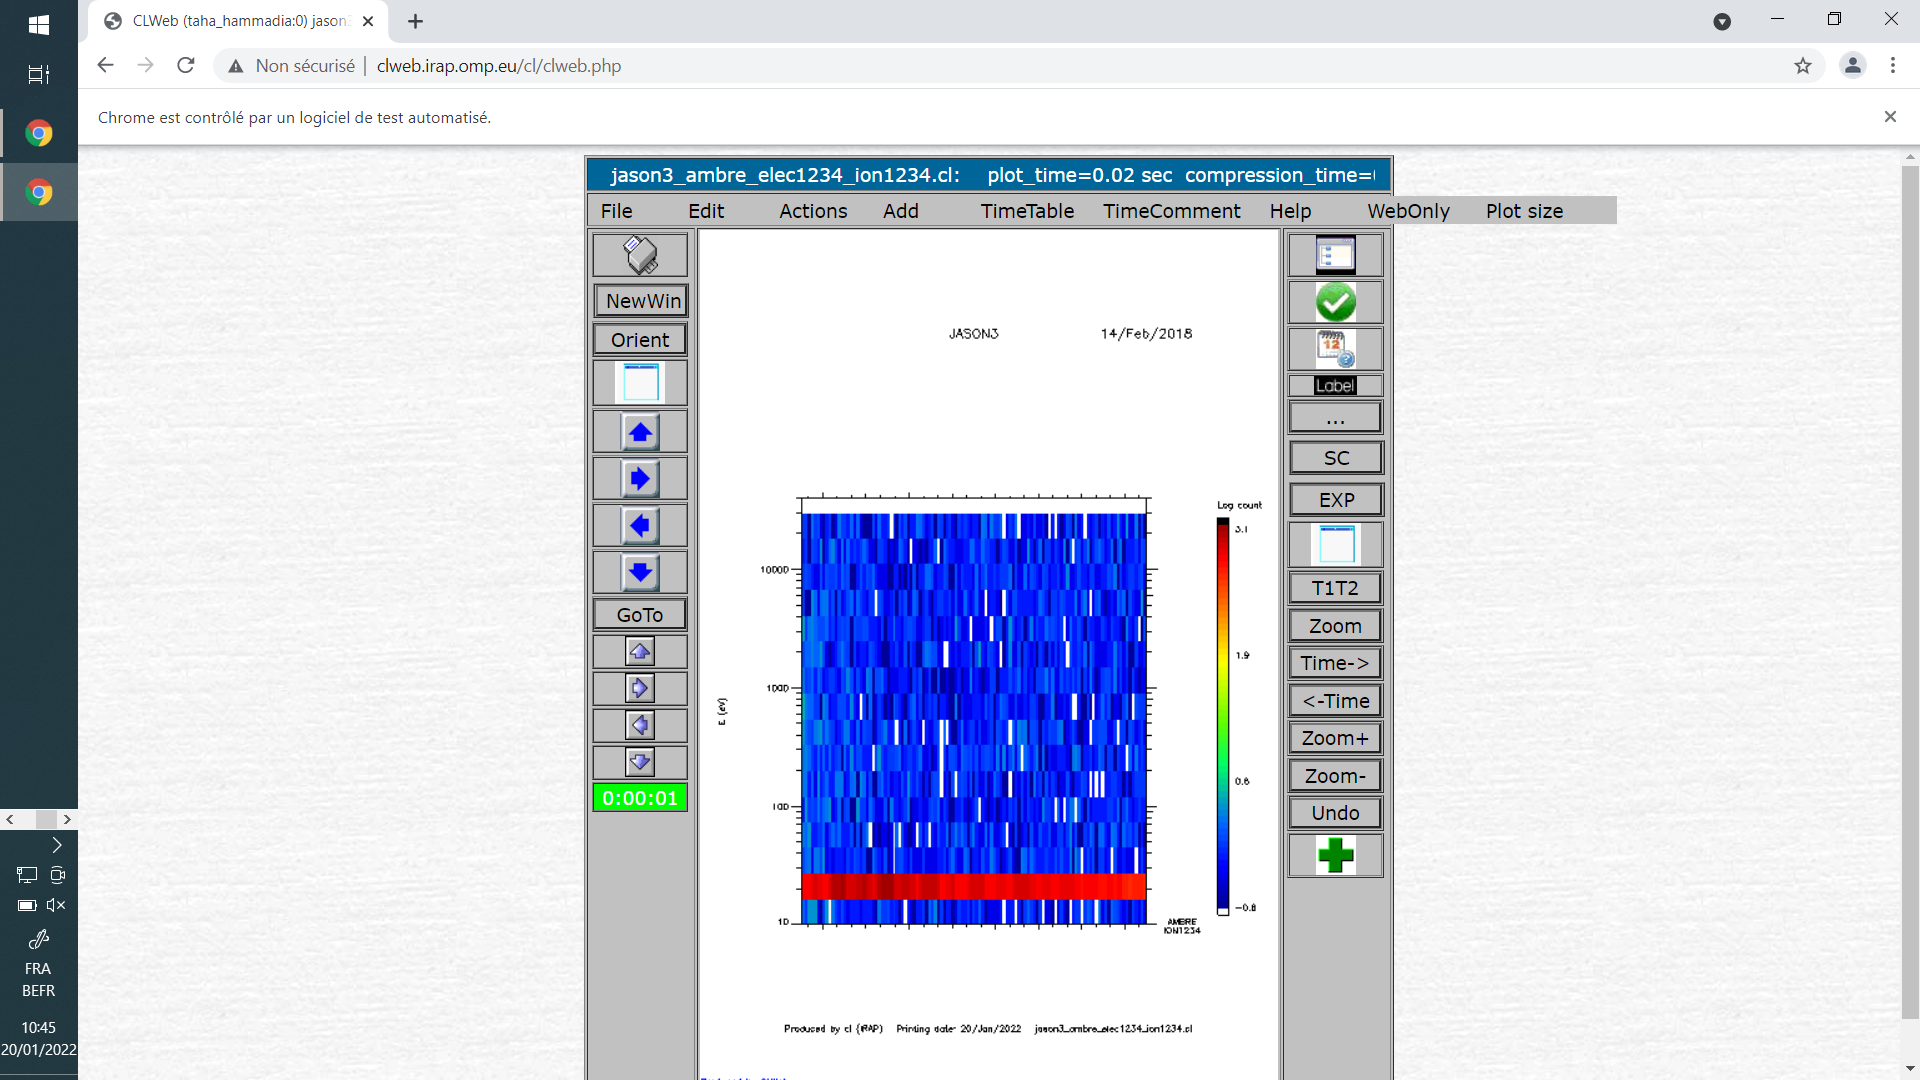 CLWeb (taha_hammadia:0) jason3
Non sécurisé | clweb.irap.omp.eu/cl/clweb.php
Chrome est contrôlé par un logiciel de test automatisé.
jason3_ambre_elec1234_ion1234.cl: plot_time=0.02 sec compression_time=
File Edit Actions Add TimeTable TimeComment Help WebOnly Plot size
NewWin
Orient
GoTo
0:00:01
JASON3 14/Feb/2018
Log count
3.1
1.9
0.6
-0.8
10000
1000
100
10
E (eV)
AMBRE
ION1234
Produced by cl (IRAP) Printing date: 20/Jan/2022 jason3_ambre_elec1234_ion1234.cl
12
Label
...
SC
EXP
T1T2
Zoom
Time->
<-Time
Zoom+
Zoom-
Undo
FRA
BEFR
10:45
20/01/2022